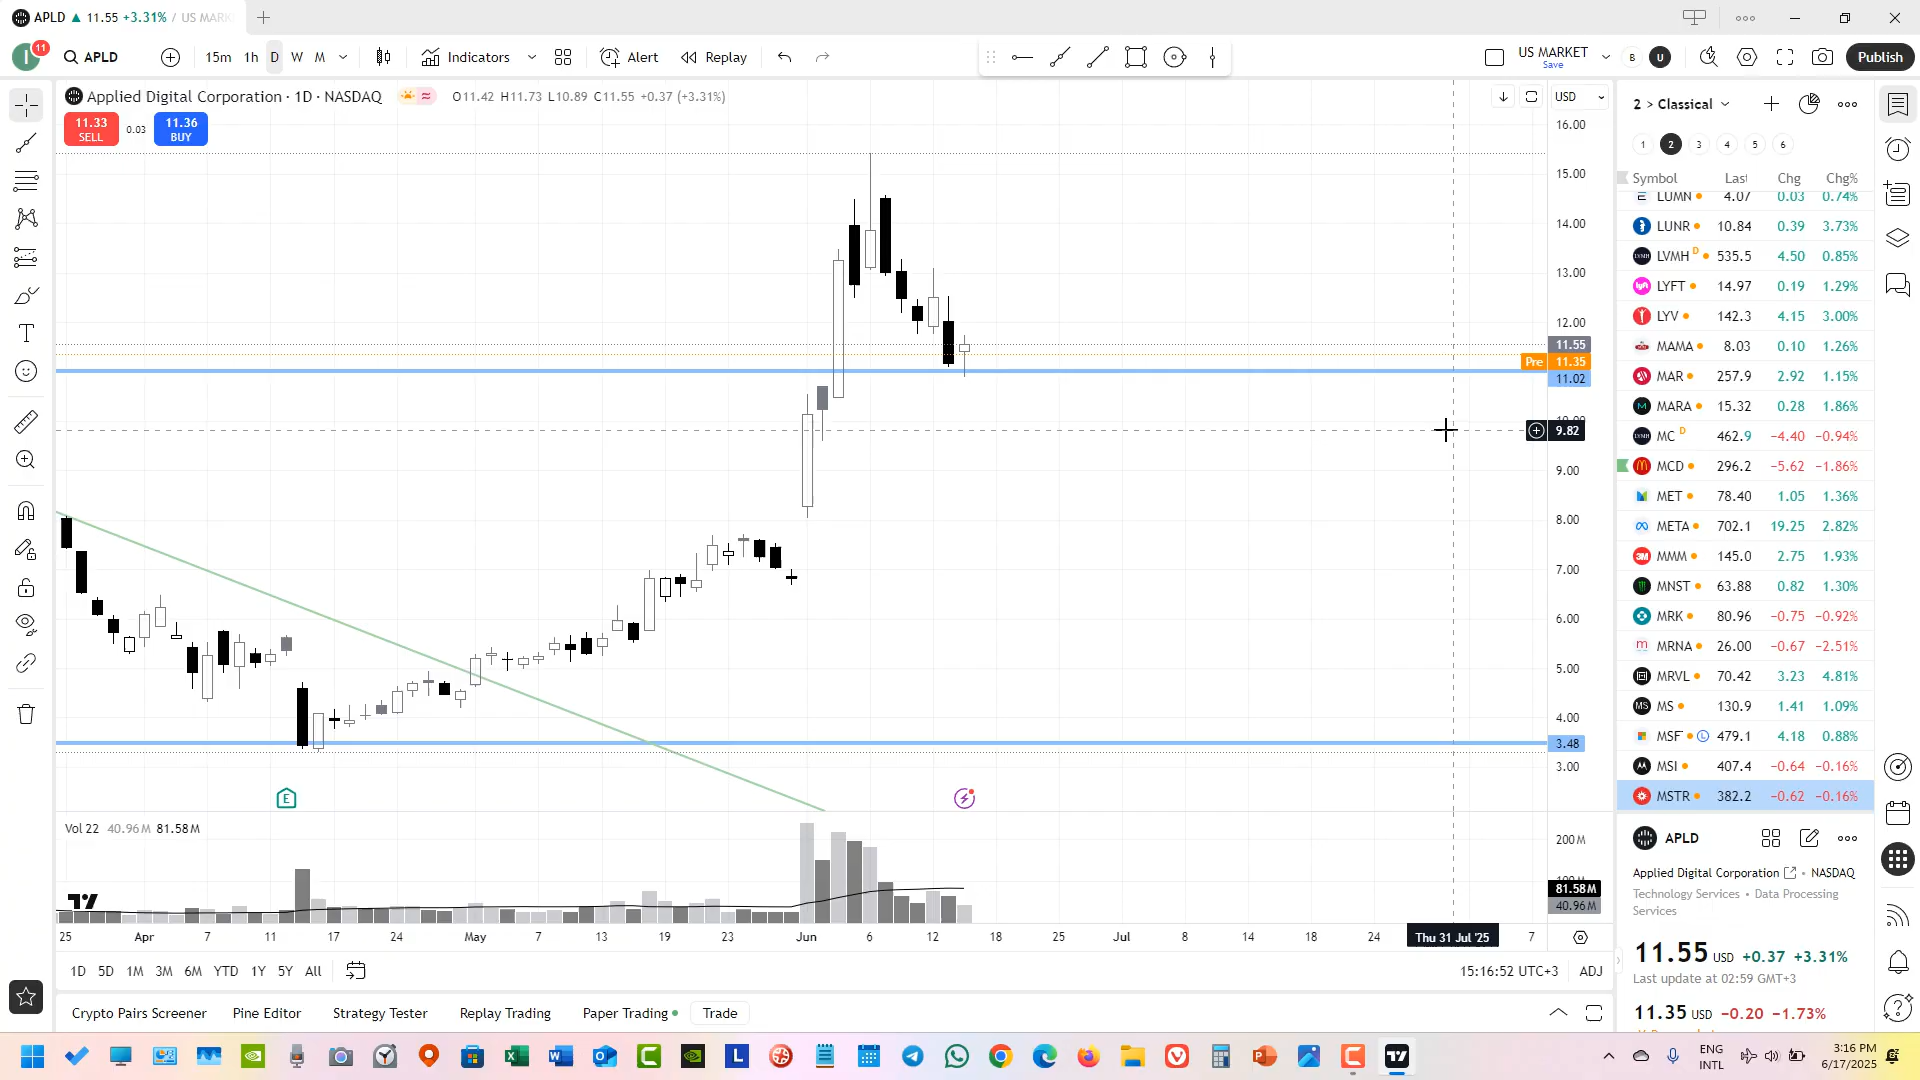 APLD ▲ 11.55 +3.31% / US MARK
11
APLD
15m 1h D W M
Indicators
Alert
Replay
US MARKET
Save
B
U
Publish
Applied Digital Corporation · 1D · NASDAQ
O11.42 H11.73 L10.89 C11.55 +0.37 (+3.31%)
11.33
SELL
0.03
11.36
BUY
USD
16.00
15.00
14.00
13.00
12.00
11.55
Pre 11.35
11.02
10.00
9.82
9.00
8.00
7.00
6.00
5.00
4.00
3.48
3.00
E
Vol 22 40.96M 81.58M
200M
81.58M
40.96M
25 Apr 7 11 17 24 May 7 13 19 23 Jun 6 12 18 25 Jul 8 14 18 24 Thu 31 Jul '25 7
1D 5D 1M 3M 6M YTD 1Y 5Y All
15:16:52 UTC+3 ADJ
Crypto Pairs Screener Pine Editor Strategy Tester Replay Trading Paper Trading Trade
2 > Classical
1 2 3 4 5 6
Symbol Last Chg Chg%
LUMN 4.07 0.03 0.74%
LUNR 10.84 0.39 3.73%
LVMH D 535.5 4.50 0.85%
LYFT 14.97 0.19 1.29%
LYV 142.3 4.15 3.00%
MAMA 8.03 0.10 1.26%
MAR 257.9 2.92 1.15%
MARA 15.32 0.28 1.86%
MC D 462.9 −4.40 −0.94%
MCD 296.2 −5.62 −1.86%
MET 78.40 1.05 1.36%
META 702.1 19.25 2.82%
MMM 145.0 2.75 1.93%
MNST 63.88 0.82 1.30%
MRK 80.96 −0.75 −0.92%
MRNA 26.00 −0.67 −2.51%
MRVL 70.42 3.23 4.81%
MS 130.9 1.41 1.09%
MSF L 479.1 4.18 0.88%
MSI 407.4 −0.64 −0.16%
MSTR 382.2 −0.62 −0.16%
APLD
Applied Digital Corporation · NASDAQ
Technology Services · Data Processing
Services
11.55 USD +0.37 +3.31%
Last update at 02:59 GMT+3
11.35 USD −0.20 −1.73%
ENG
INTL
3:16 PM
6/17/2025